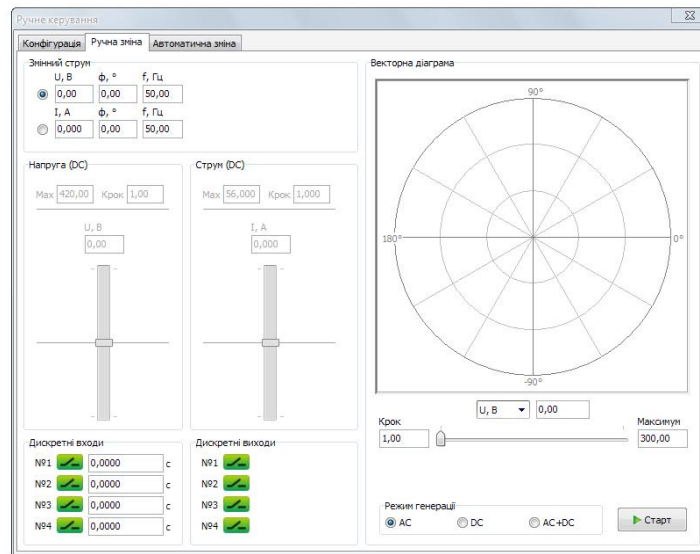 Ручне керування
Конфігурація Ручна зміна Автоматична зміна
Змінний струм
U, В ф, ° f, Гц
0,00 0,00 50,00
I, А ф, ° f, Гц
0,000 0,00 50,00
Напруга (DC)
Max 420,00 Крок 1,00
U, В
0,00
Струм (DC)
Max 56,000 Крок 1,000
I, А
0,000
Дискретні входи
№1 0,0000 с
№2 0,0000 с
№3 0,0000 с
№4 0,0000 с
Дискретні виходи
№1
№2
№3
№4
Векторна діаграма
90°
180° 0°
-90°
U, В 0,00
Крок Максимум
1,00 300,00
Режим генерації
AC DC AC+DC
Старт